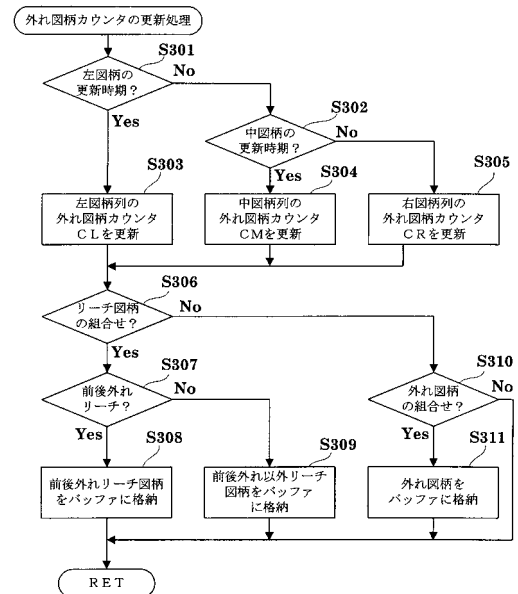 外れ図柄カウンタの更新処理
S301
左図柄の
更新時期？
No
Yes
S302
中図柄の
更新時期？
No
Yes
S303
左図柄列の
外れ図柄カウンタ
ＣＬを更新
S304
中図柄列の
外れ図柄カウンタ
ＣＭを更新
S305
右図柄列の
外れ図柄カウンタ
ＣＲを更新
S306
リーチ図柄
の組合せ？
No
Yes
S307
前後外れ
リーチ？
No
Yes
S310
外れ図柄
の組合せ？
No
Yes
S308
前後外れリーチ図柄
をバッファに格納
S309
前後外れ以外リーチ
図柄をバッファ
に格納
S311
外れ図柄を
バッファに格納
ＲＥＴ